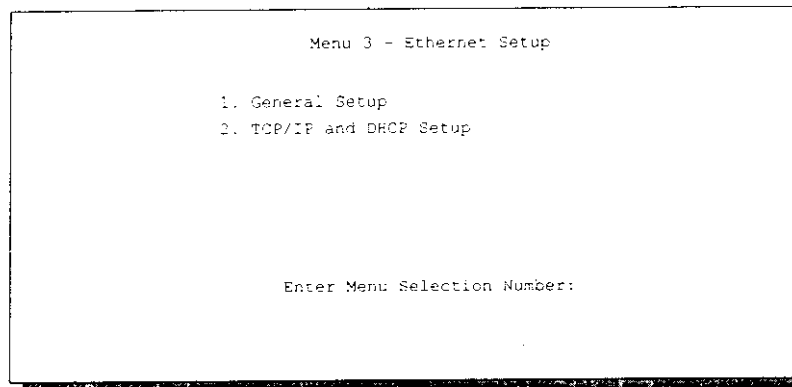 Menu 3 - Ethernet Setup
1. General Setup
2. TCP/IP and DHCP Setup
Enter Menu Selection Number: